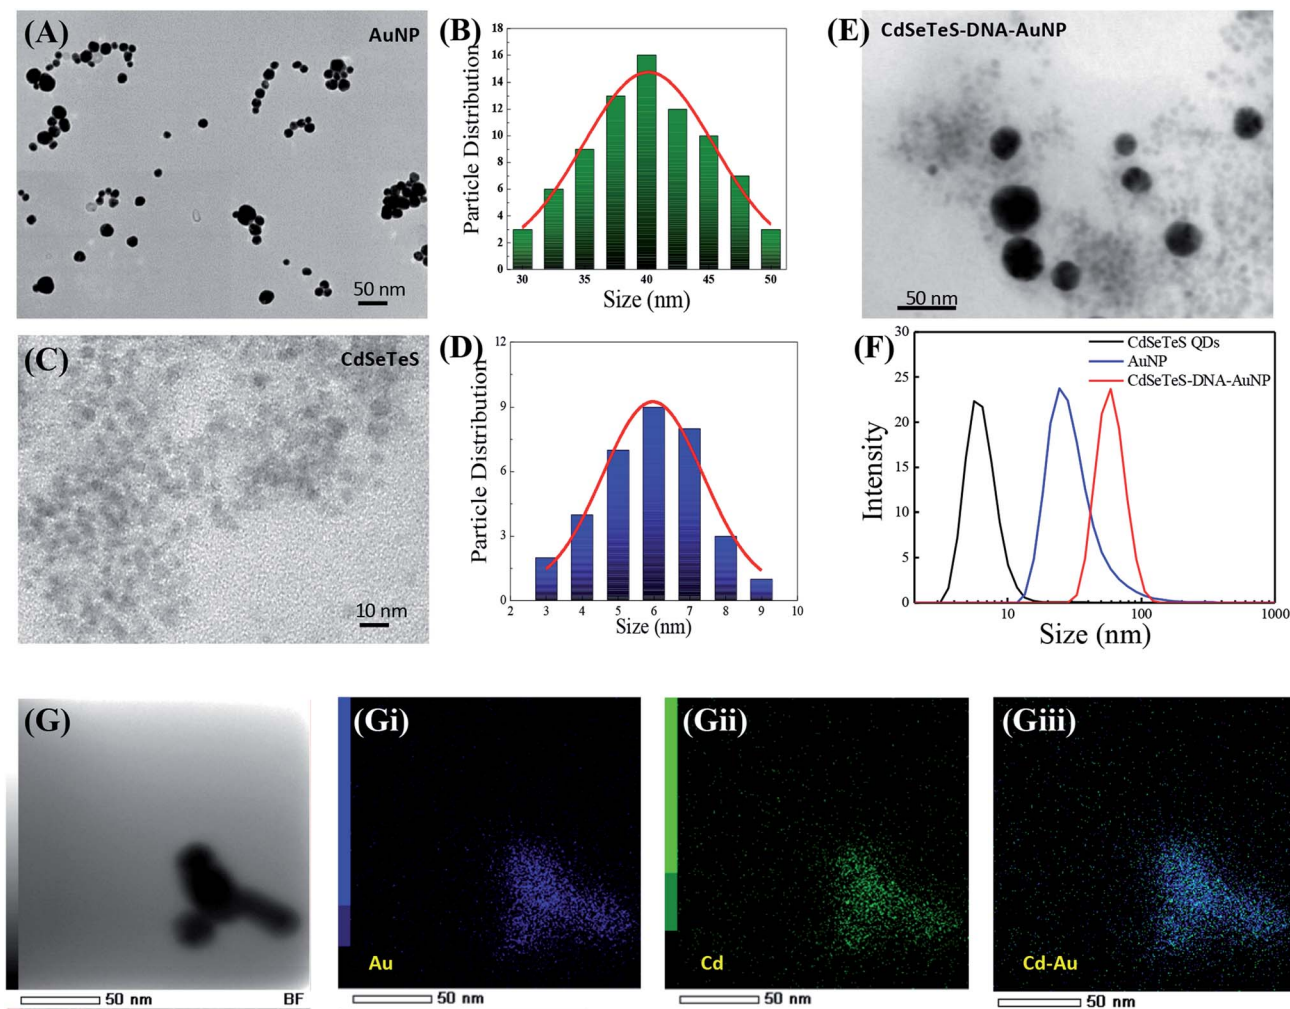 (A)
AuNP
50 nm
(B)
Particle Distribution
18
16
14
12
10
8
6
4
2
0
30
35
40
45
50
Size (nm)
(E)
CdSeTeS-DNA-AuNP
50 nm
(C)
CdSeTeS
10 nm
(D)
Particle Distribution
12
9
6
3
0
2
3
4
5
6
7
8
9
10
Size (nm)
(F)
CdSeTeS QDs
AuNP
CdSeTeS-DNA-AuNP
Intensity
30
25
20
15
10
5
0
10
100
1000
Size (nm)
(G)
50 nm
BF
(Gi)
Au
50 nm
(Gii)
Cd
50 nm
(Giii)
Cd-Au
50 nm